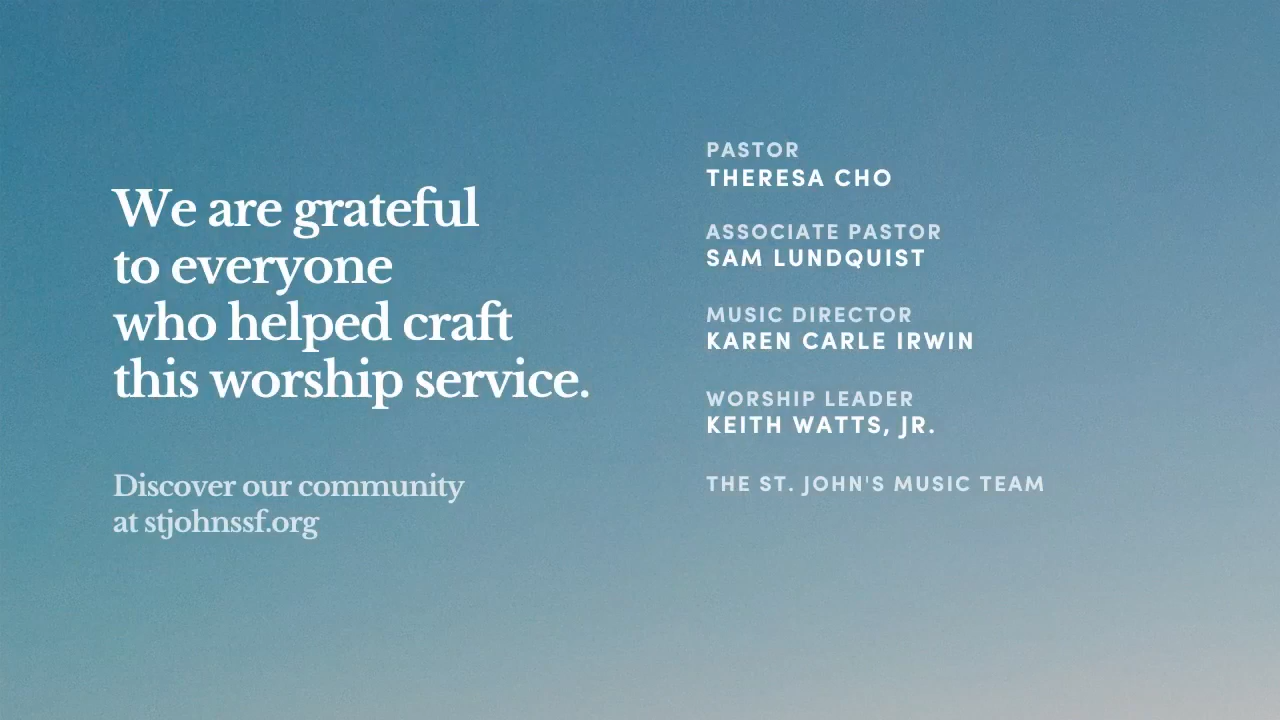 We are grateful
to everyone
who helped craft
this worship service.
Discover our community
at stjohnssf.org
PASTOR
THERESA CHO
ASSOCIATE PASTOR
SAM LUNDQUIST
MUSIC DIRECTOR
KAREN CARLE IRWIN
WORSHIP LEADER
KEITH WATTS, JR.
THE ST. JOHN'S MUSIC TEAM